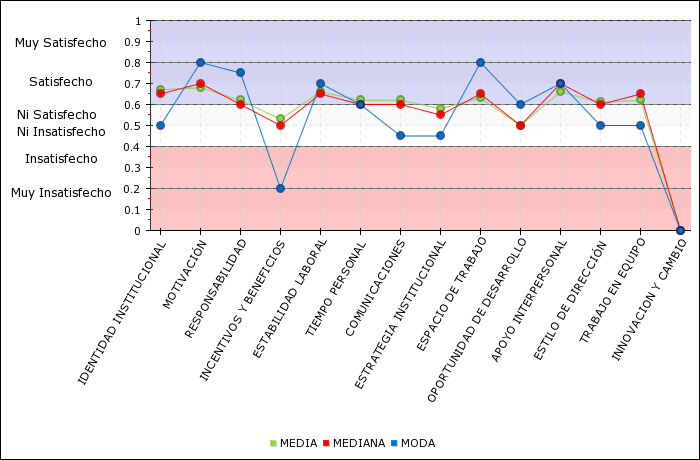 1
0.9
Muy Satisfecho
0.8
Satisfecho
0.7
0.6
Ni Satisfecho
0.5
Ni Insatisfecho
0.4
Insatisfecho
0.3
0.2
Muy Insatisfecho
0.1
0
IDENTIDAD INSTITUCIONAL
MOTIVACIÓN
RESPONSABILIDAD
INCENTIVOS Y BENEFICIOS
ESTABILIDAD LABORAL
TIEMPO PERSONAL
COMUNICACIONES
ESTRATEGIA INSTITUCIONAL
ESPACIO DE TRABAJO
OPORTUNIDAD DE DESARROLLO
APOYO INTERPERSONAL
ESTILO DE DIRECCIÓN
TRABAJO EN EQUIPO
INNOVACION Y CAMBIO
MEDIA MEDIANA MODA